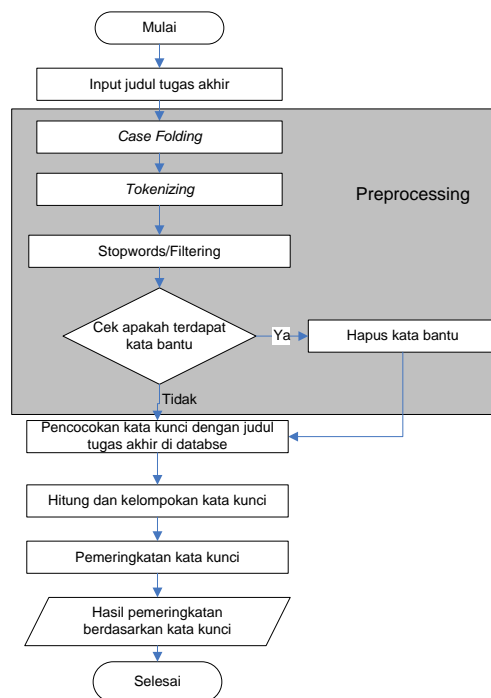 Mulai
Input judul tugas akhir
Case Folding
Tokenizing
Preprocessing
Stopwords/Filtering
Cek apakah terdapat
kata bantu
Ya
Hapus kata bantu
Tidak
Pencocokan kata kunci dengan judul
tugas akhir di databse
Hitung dan kelompokan kata kunci
Pemeringkatan kata kunci
Hasil pemeringkatan
berdasarkan kata kunci
Selesai